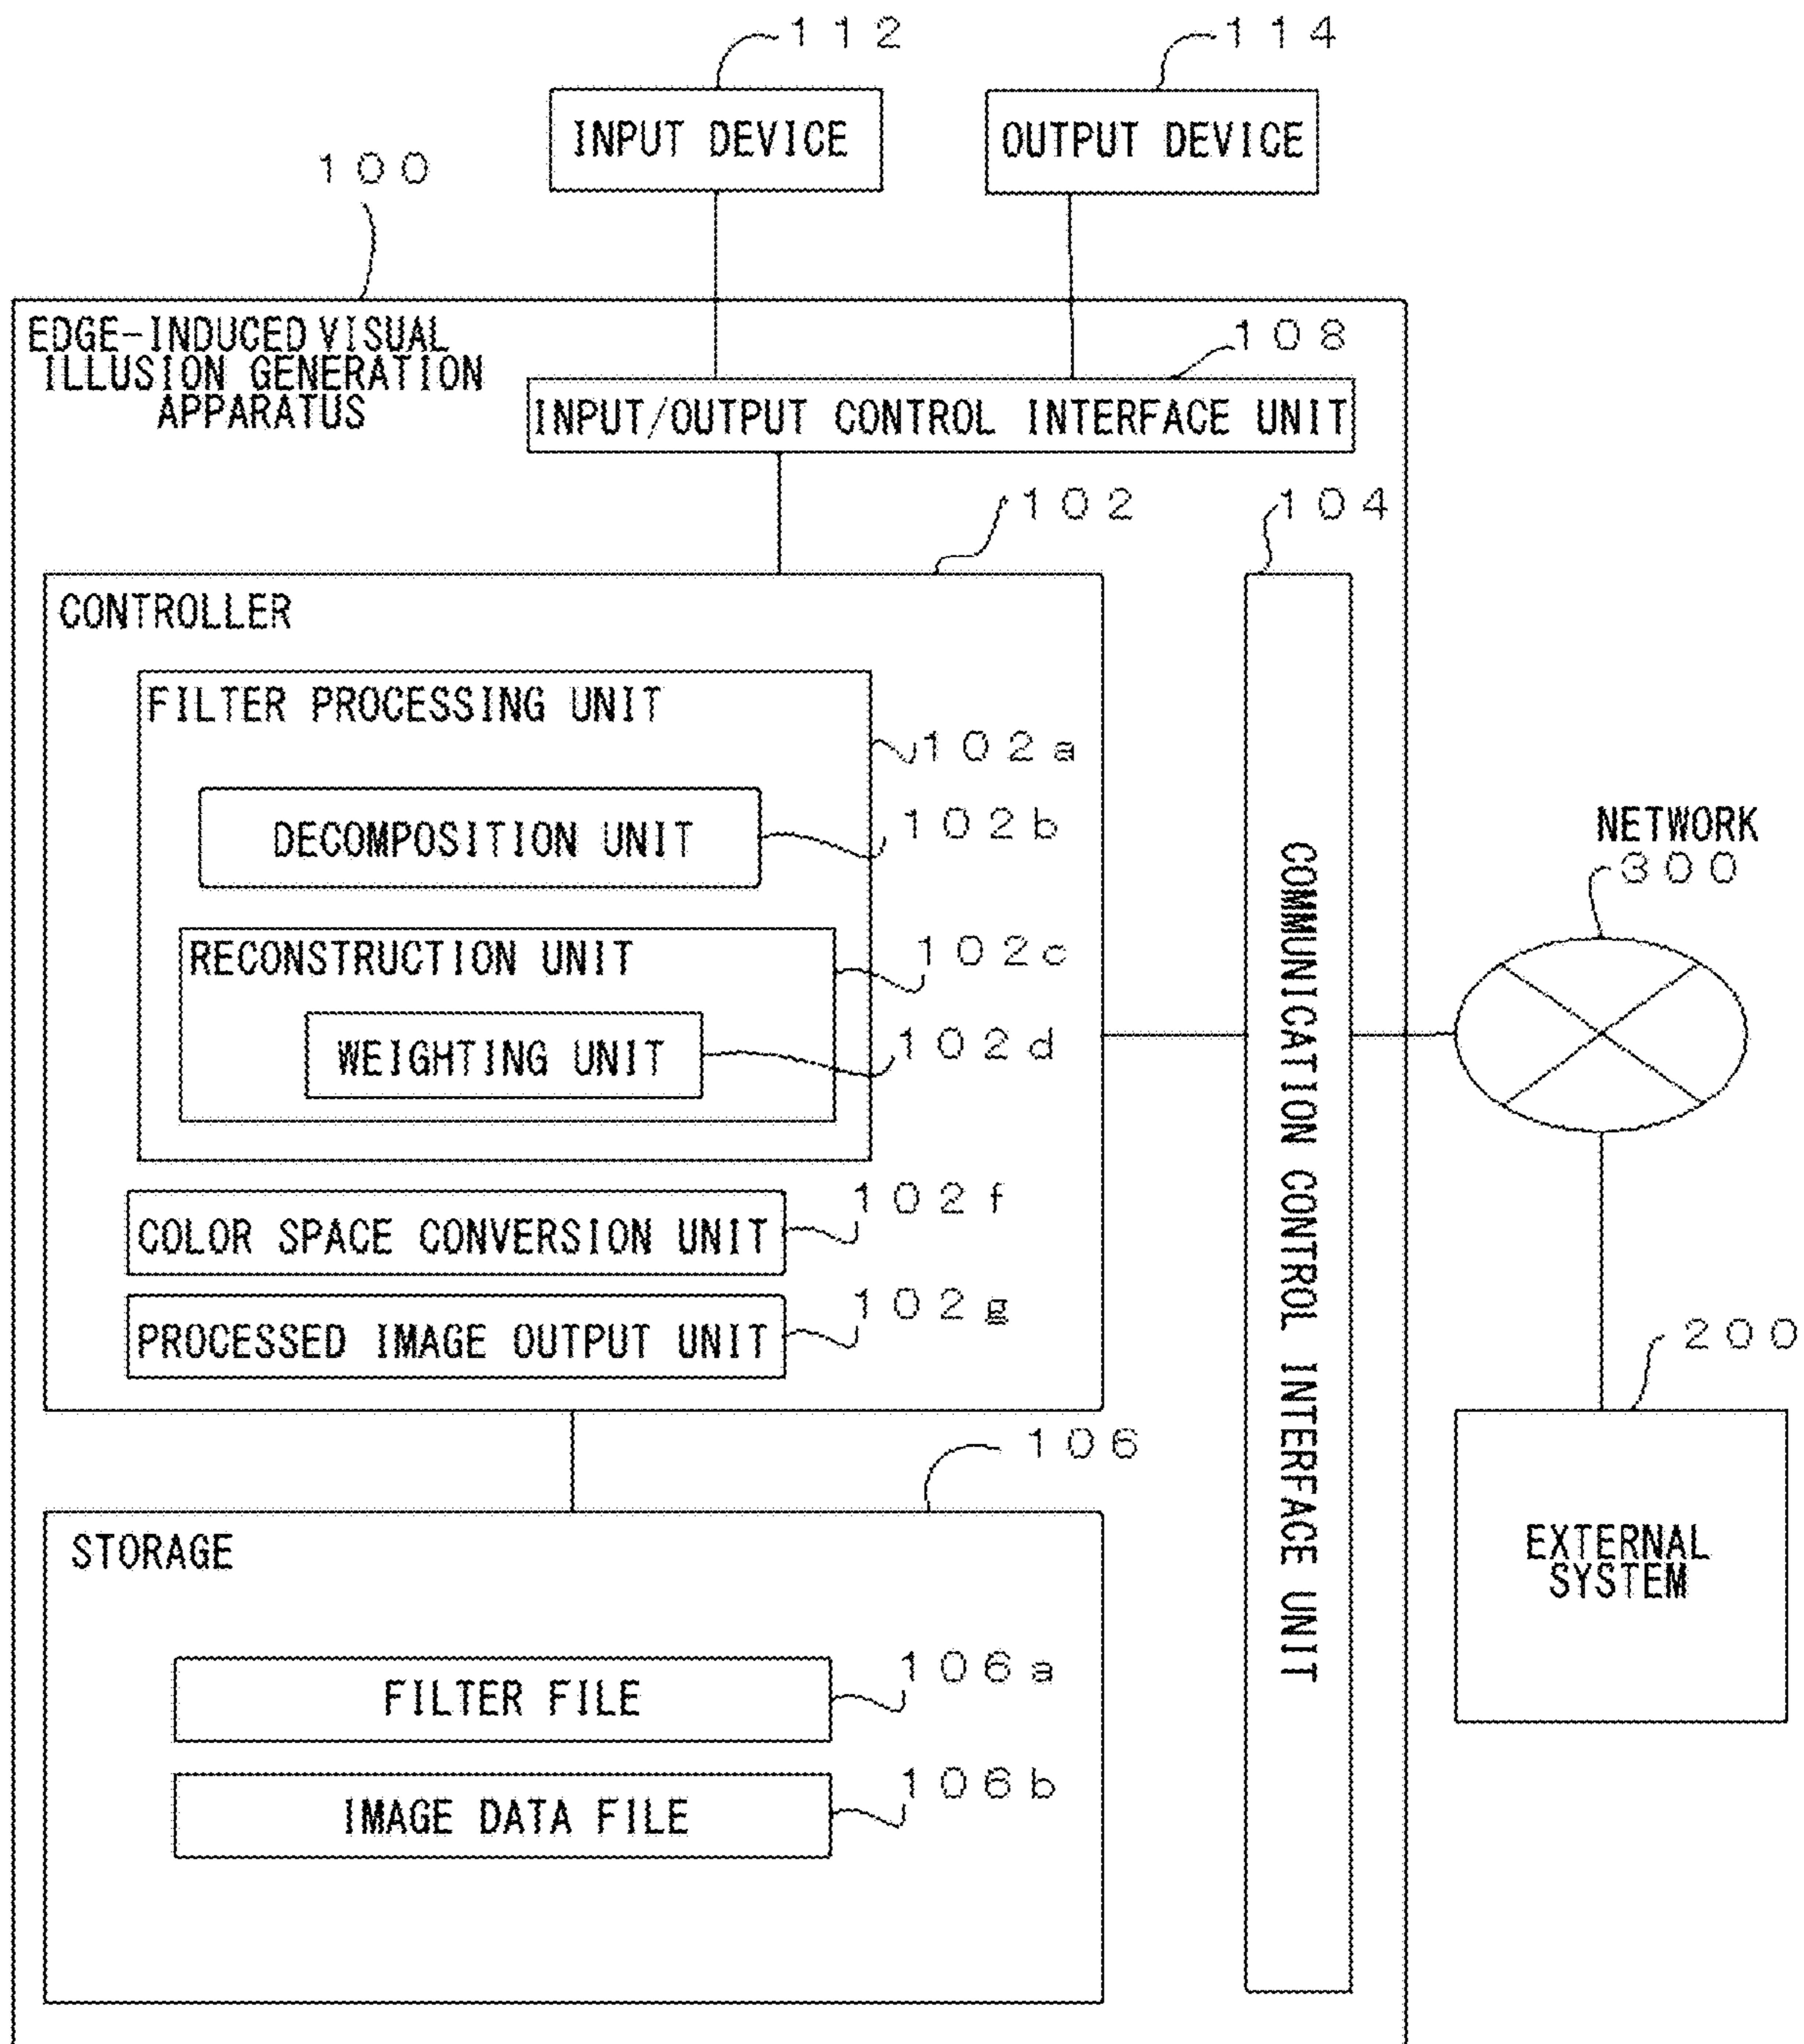 112
114
INPUT DEVICE
OUTPUT DEVICE
100
EDGE-INDUCED VISUAL
ILLUSION GENERATION
APPARATUS
108
INPUT/OUTPUT CONTROL INTERFACE UNIT
102
104
CONTROLLER
FILTER PROCESSING UNIT
102a
DECOMPOSITION UNIT
102b
RECONSTRUCTION UNIT
102c
WEIGHTING UNIT
102d
COLOR SPACE CONVERSION UNIT
102f
PROCESSED IMAGE OUTPUT UNIT
102g
COMMUNICATION CONTROL INTERFACE UNIT
NETWORK
300
200
EXTERNAL
SYSTEM
106
STORAGE
FILTER FILE
106a
IMAGE DATA FILE
106b